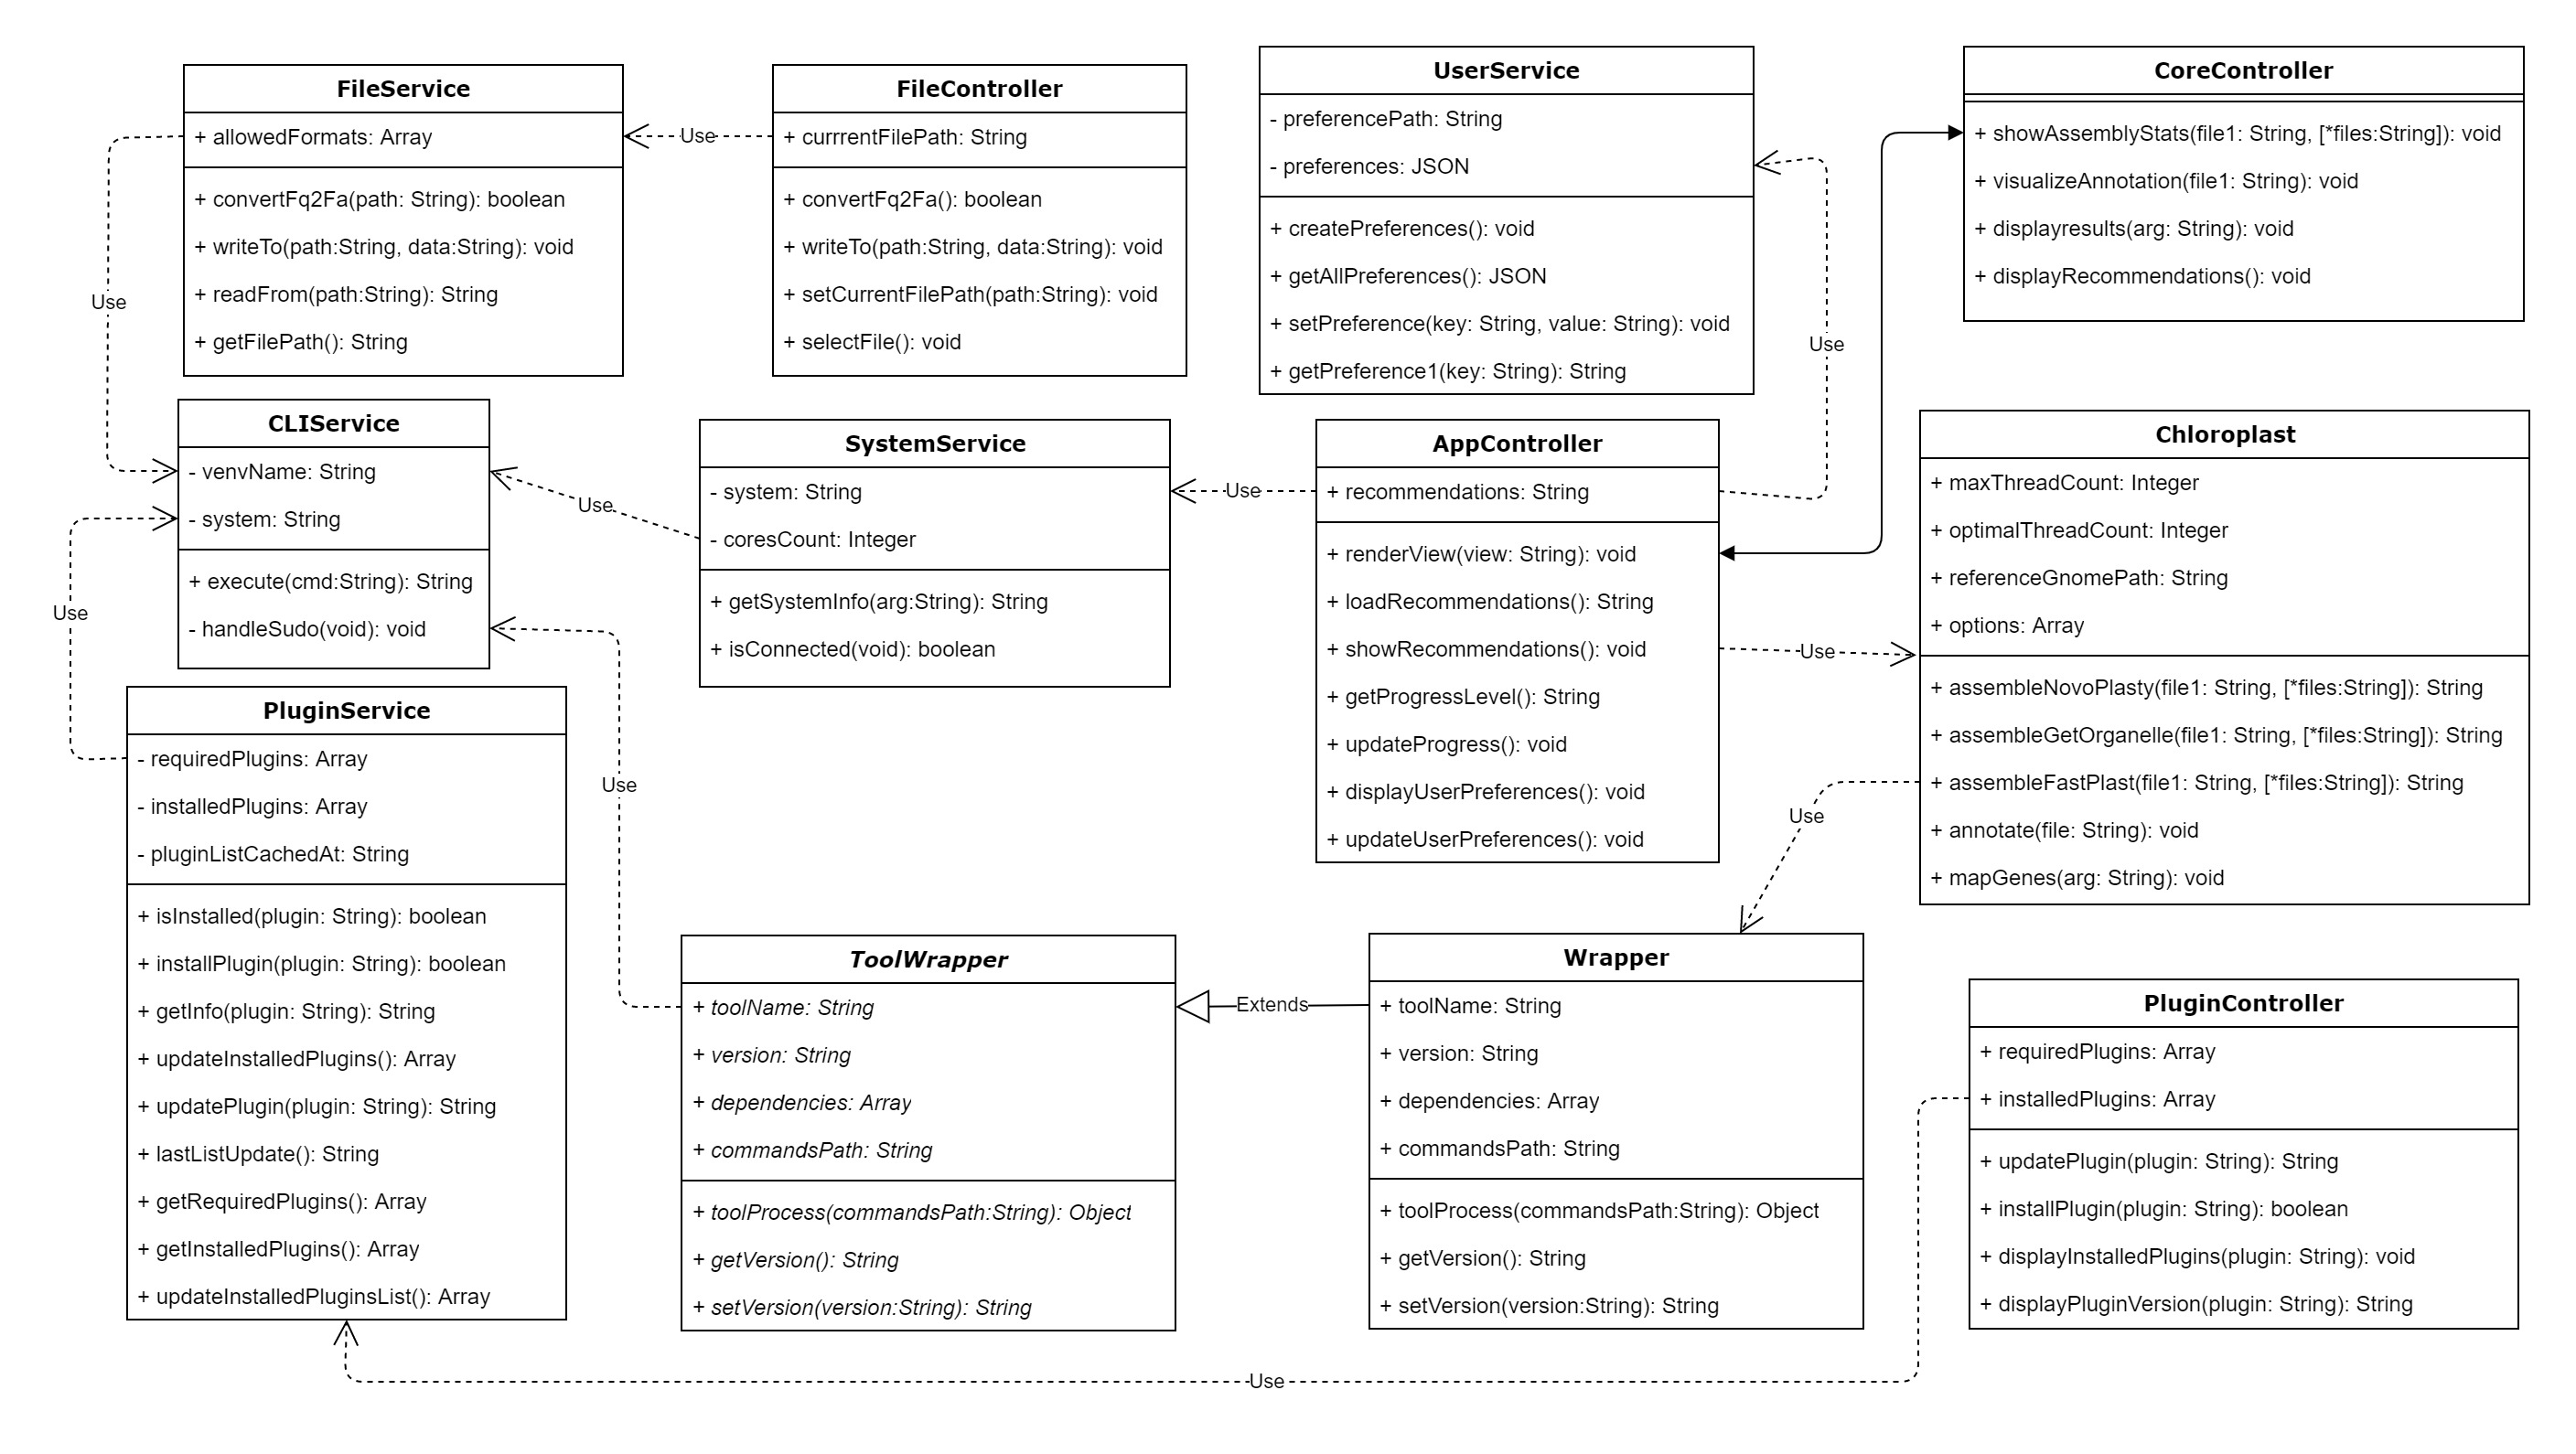 FileService
+ allowedFormats: Array
+ convertFq2Fa(path: String): boolean
+ writeTo(path:String, data:String): void
+ readFrom(path:String): String
+ getFilePath(): String
Use
FileController
+ currrentFilePath: String
+ convertFq2Fa(): boolean
+ writeTo(path:String, data:String): void
+ setCurrentFilePath(path:String): void
+ selectFile(): void
UserService
- preferencePath: String
- preferences: JSON
+ createPreferences(): void
+ getAllPreferences(): JSON
+ setPreference(key: String, value: String): void
+ getPreference1(key: String): String
Use
CoreController
+ showAssemblyStats(file1: String, [*files:String]): void
+ visualizeAnnotation(file1: String): void
+ displayresults(arg: String): void
+ displayRecommendations(): void
Use
CLIService
- venvName: String
- system: String
+ execute(cmd:String): String
- handleSudo(void): void
Use
SystemService
- system: String
- coresCount: Integer
+ getSystemInfo(arg:String): String
+ isConnected(void): boolean
Use
AppController
+ recommendations: String
+ renderView(view: String): void
+ loadRecommendations(): String
+ showRecommendations(): void
+ getProgressLevel(): String
+ updateProgress(): void
+ displayUserPreferences(): void
+ updateUserPreferences(): void
Use
Chloroplast
+ maxThreadCount: Integer
+ optimalThreadCount: Integer
+ referenceGnomePath: String
+ options: Array
+ assembleNovoPlasty(file1: String, [*files:String]): String
+ assembleGetOrganelle(file1: String, [*files:String]): String
+ assembleFastPlast(file1: String, [*files:String]): String
+ annotate(file: String): void
+ mapGenes(arg: String): void
Use
Use
PluginService
- requiredPlugins: Array
- installedPlugins: Array
- pluginListCachedAt: String
+ isInstalled(plugin: String): boolean
+ installPlugin(plugin: String): boolean
+ getInfo(plugin: String): String
+ updateInstalledPlugins(): Array
+ updatePlugin(plugin: String): String
+ lastListUpdate(): String
+ getRequiredPlugins(): Array
+ getInstalledPlugins(): Array
+ updateInstalledPluginsList(): Array
Use
ToolWrapper
+ toolName: String
+ version: String
+ dependencies: Array
+ commandsPath: String
+ toolProcess(commandsPath:String): Object
+ getVersion(): String
+ setVersion(version:String): String
Extends
Wrapper
+ toolName: String
+ version: String
+ dependencies: Array
+ commandsPath: String
+ toolProcess(commandsPath:String): Object
+ getVersion(): String
+ setVersion(version:String): String
PluginController
+ requiredPlugins: Array
+ installedPlugins: Array
+ updatePlugin(plugin: String): String
+ installPlugin(plugin: String): boolean
+ displayInstalledPlugins(plugin: String): void
+ displayPluginVersion(plugin: String): String
Use